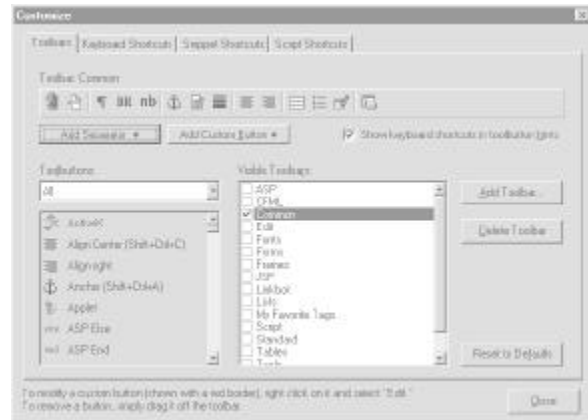 Customize
Toolbars Keyboard Shortcuts Snippet Shortcuts Script Shortcuts
Toolbar: Common
¶ BR nb
Add Separator Add Custom Button
Show keyboard shortcuts in toolbutton hints
Toolbuttons: Visible Toolbars:
All
ActiveX
Align Center (Shift+Ctrl+C)
Align right
Anchor (Shift+Ctrl+A)
Applet
ASP Else
ASP End
ASP
CFML
Common
Edit
Fonts
Forms
Frames
JSP
Linkbot
Lists
My Favorite Tags
Script
Standard
Tables
Tools
Add Toolbar...
Delete Toolbar
Reset to Defaults
To modify a custom button (shown with a red border), right click on it and select "Edit."
To remove a button, simply drag it off the toolbar.
Close